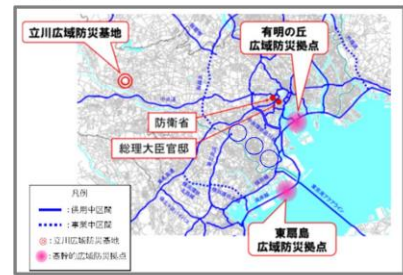 立川広域防災基地
有明の丘
広域防災拠点
防衛省
総理大臣官邸
東扇島
広域防災拠点
凡例
：供用中区間
：事業中区間
：立川広域防災基地
：基幹的広域防災拠点